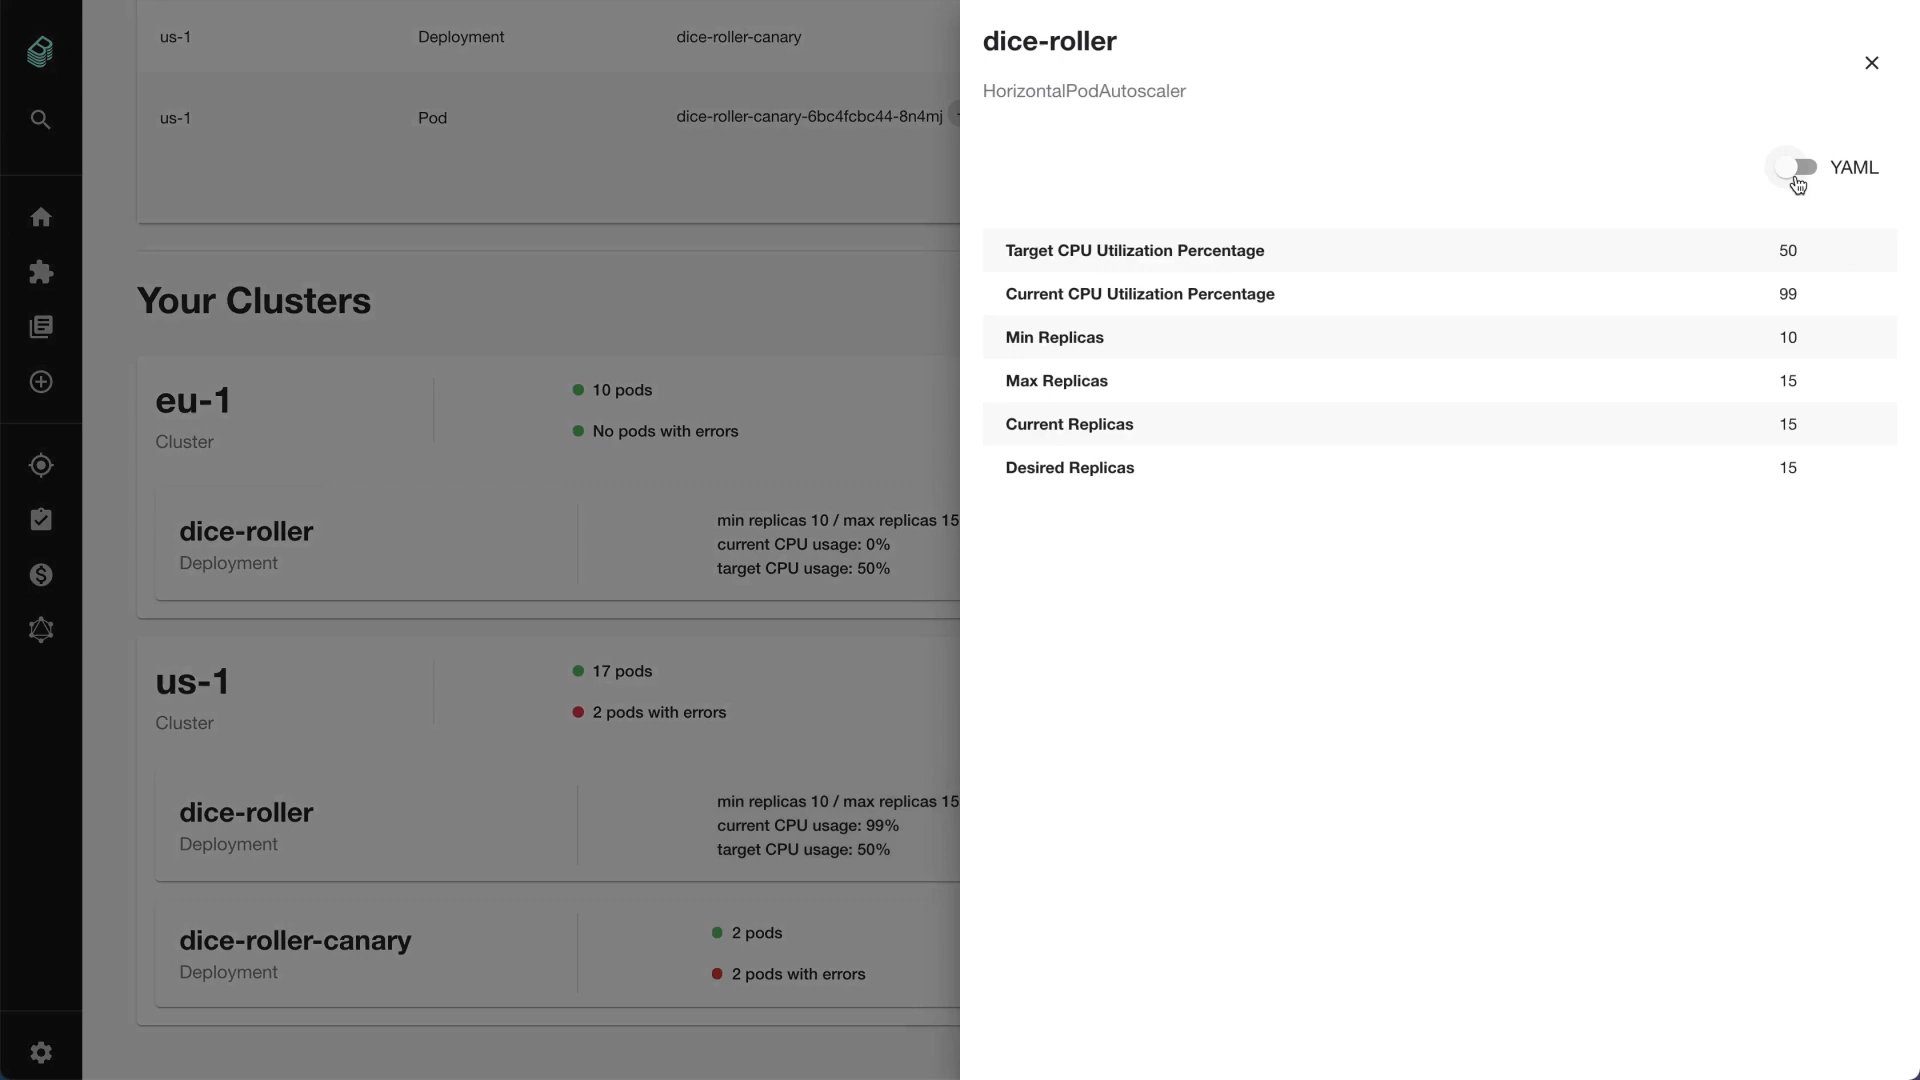 us-1 Deployment dice-roller-canary
us-1 Pod dice-roller-canary-6bc4fcbc44-8n4mj
Your Clusters
eu-1
Cluster
10 pods
No pods with errors
dice-roller
Deployment
min replicas 10 / max replicas 15
current CPU usage: 0%
target CPU usage: 50%
us-1
Cluster
17 pods
2 pods with errors
dice-roller
Deployment
min replicas 10 / max replicas 15
current CPU usage: 99%
target CPU usage: 50%
dice-roller-canary
Deployment
2 pods
2 pods with errors
dice-roller
HorizontalPodAutoscaler
YAML
Target CPU Utilization Percentage 50
Current CPU Utilization Percentage 99
Min Replicas 10
Max Replicas 15
Current Replicas 15
Desired Replicas 15